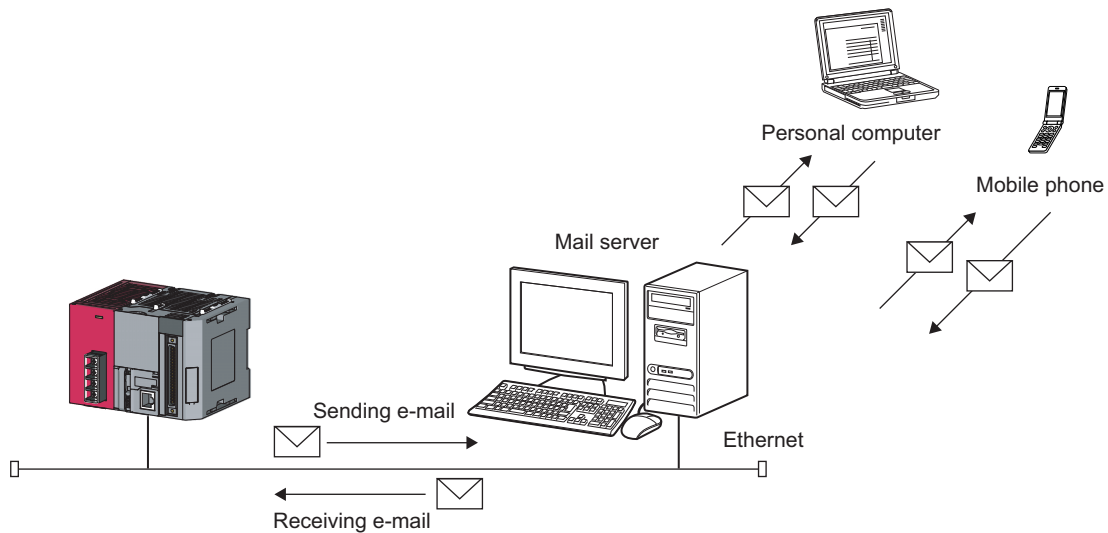 Personal computer
Mobile phone
Mail server
Sending e-mail
Ethernet
Receiving e-mail